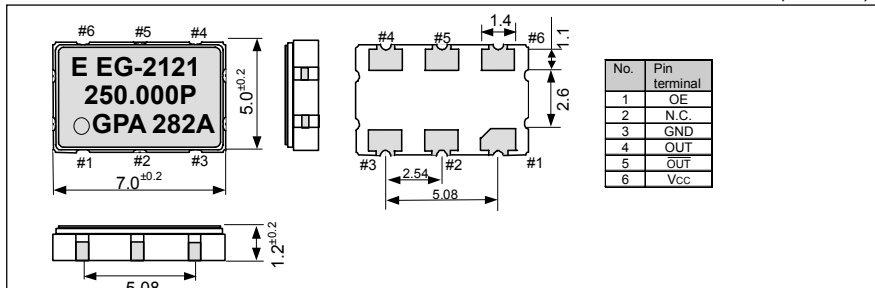 #6 #5 #4
E EG-2121
250.000P
○GPA 282A
#1 #2 #3
7.0±0.2
5.0±0.2
#4 #5 #6
1.4
1.1
2.6
#3 #2 #1
2.54
5.08
No. Pin terminal
1 OE
2 N.C.
3 GND
4 OUT
5 O̅U̅T̅
6 Vcc
1.2±0.2
5.08